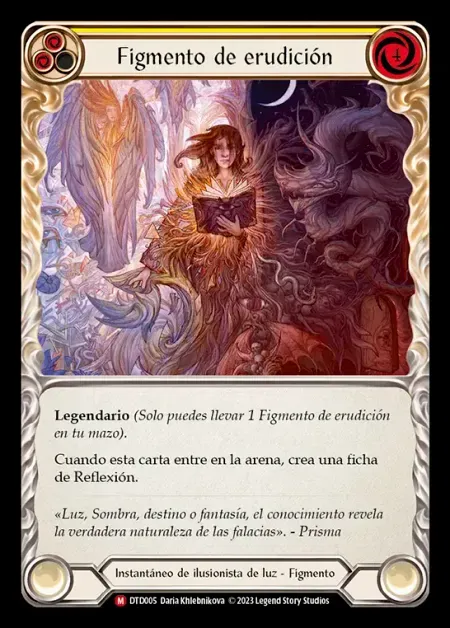 Figmento de erudición
4
Legendario (Solo puedes llevar 1 Figmento de erudición
en tu mazo).
Cuando esta carta entre en la arena, crea una ficha
de Reflexión.
«Luz, Sombra, destino o fantasía, el conocimiento revela
la verdadera naturaleza de las falacias». - Prisma
Instantáneo de ilusionista de luz - Figmento
M DTD005 Daria Khlebnikova © 2023 Legend Story Studios